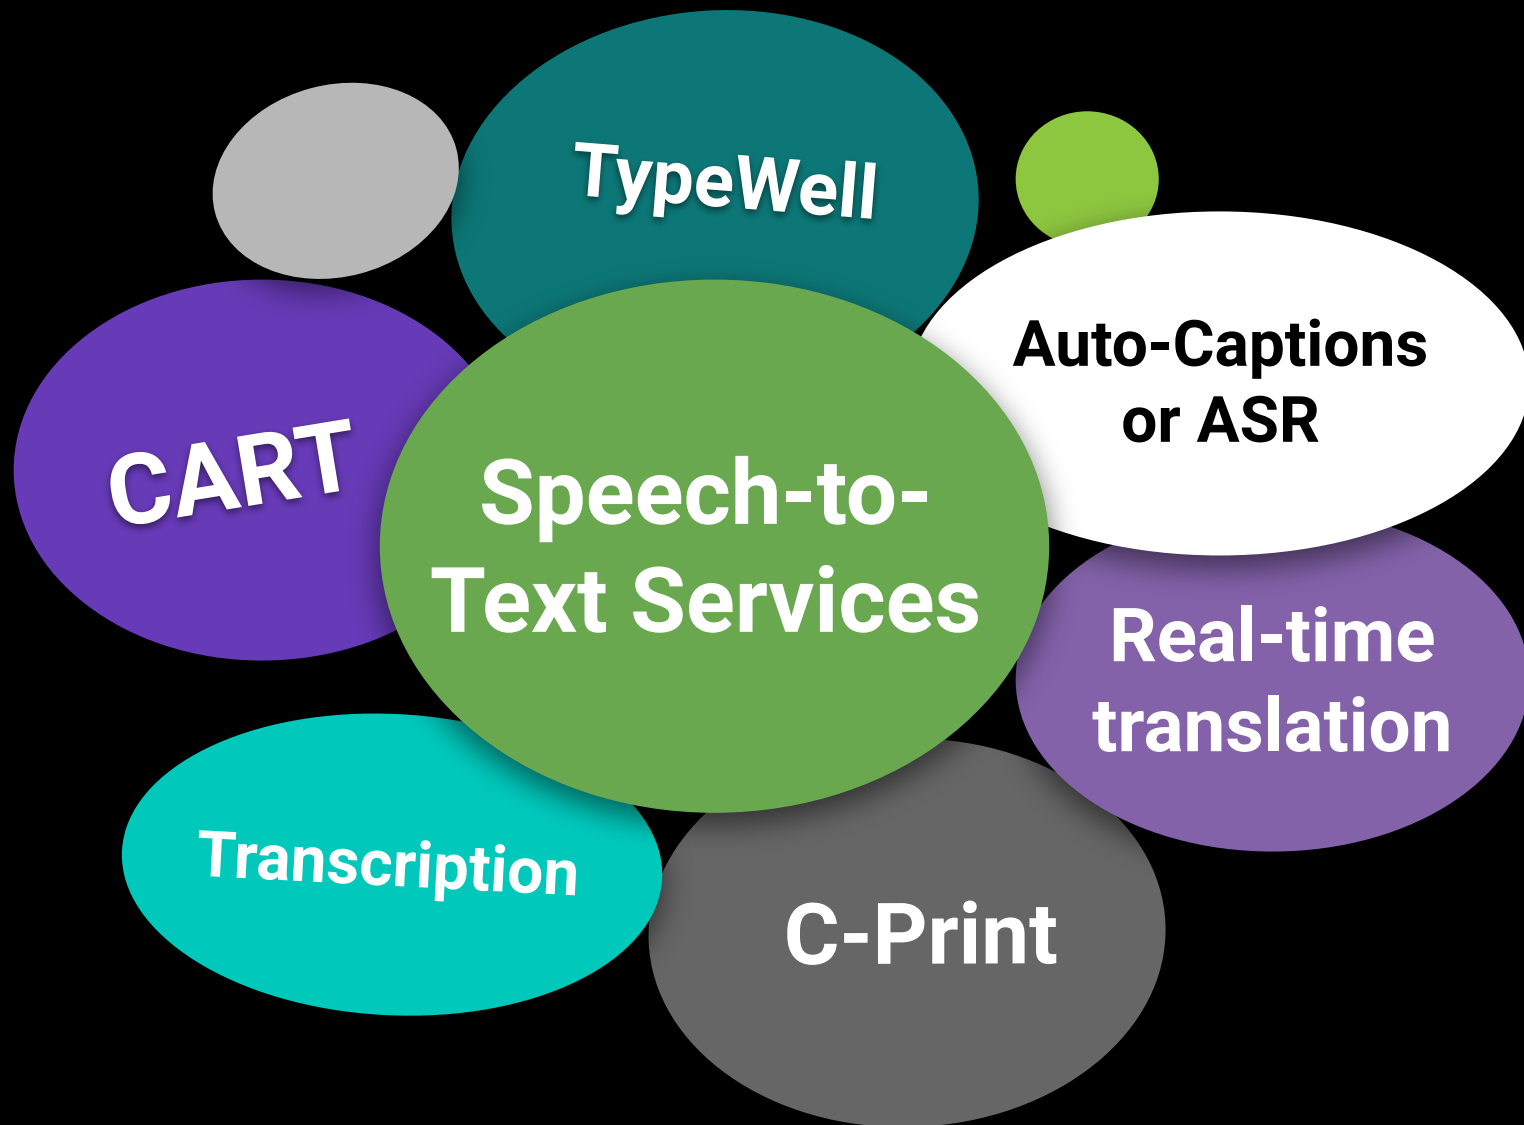 TypeWell
Auto-Captions
or ASR
CART
Speech-to-
Text Services
Real-time
translation
Transcription
C-Print